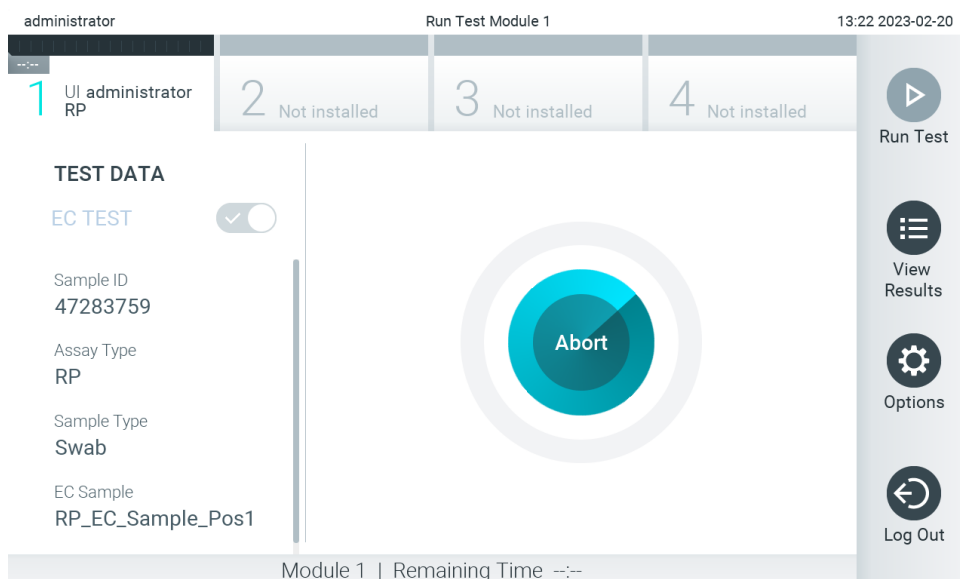 administrator
Run Test Module 1
13:22 2023-02-20
--:--
1
UI administrator
RP
2 Not installed
3 Not installed
4 Not installed
Run Test
TEST DATA
EC TEST
Sample ID
47283759
Assay Type
RP
Sample Type
Swab
EC Sample
RP_EC_Sample_Pos1
Abort
View
Results
Options
Log Out
Module 1 | Remaining Time --:--